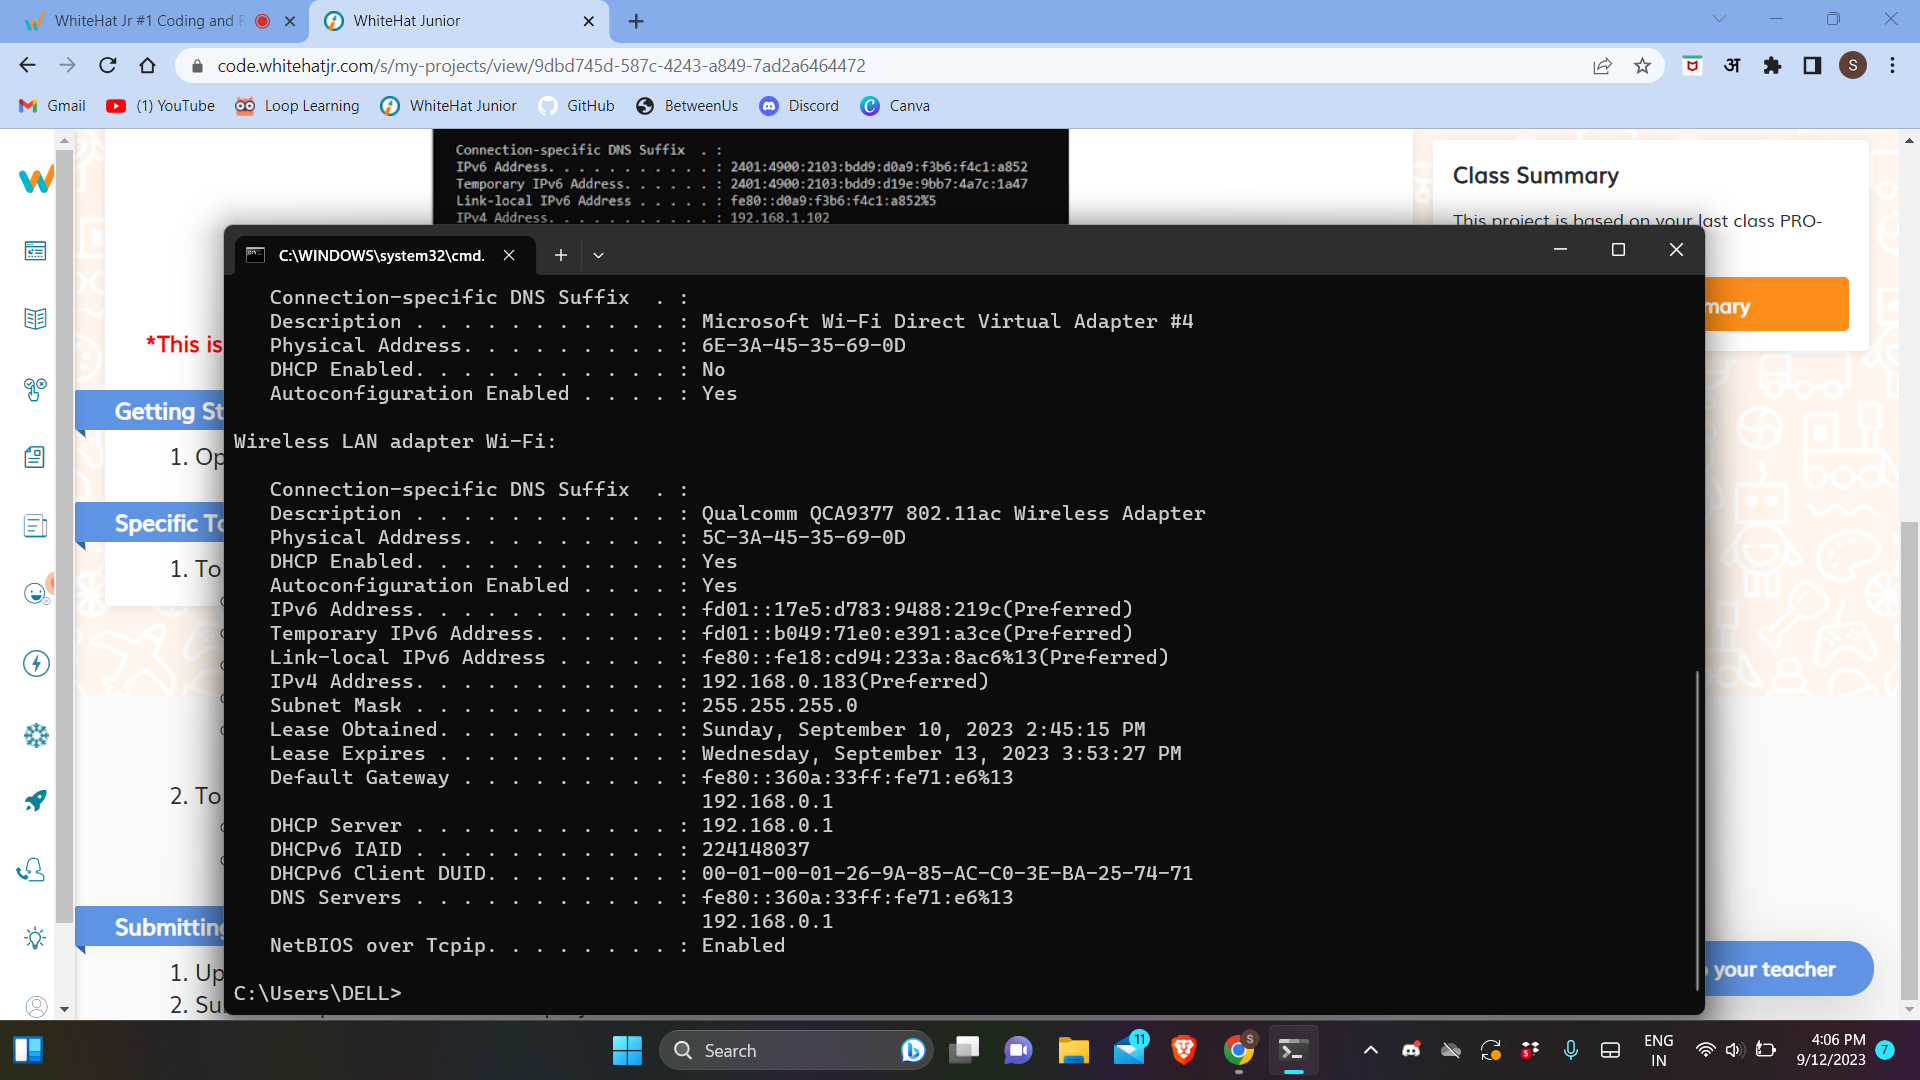 WhiteHat Jr #1 Coding and R
WhiteHat Junior
code.whitehatjr.com/s/my-projects/view/9dbd745d-587c-4243-a849-7ad2a6464472
अ
S
Gmail
(1) YouTube
Loop Learning
WhiteHat Junior
GitHub
BetweenUs
Discord
Canva
Connection-specific DNS Suffix  . :
IPv6 Address. . . . . . . . . . . : 2401:4900:2103:bdd9:d0a9:f3b6:f4c1:a852
Temporary IPv6 Address. . . . . . : 2401:4900:2103:bdd9:d19e:9bb7:4a7c:1a47
Link-local IPv6 Address . . . . . : fe80::d0a9:f3b6:f4c1:a852%5
IPv4 Address. . . . . . . . . . . : 192.168.1.102
Class Summary
This project is based on your last class PRO-
mary
*This is
Getting St
1. Op
Specific Ta
1. To
2. To
Submitting
1. Up
2. Su
your teacher
C:\WINDOWS\system32\cmd.
Connection-specific DNS Suffix  . :
Description . . . . . . . . . . . : Microsoft Wi-Fi Direct Virtual Adapter #4
Physical Address. . . . . . . . . : 6E-3A-45-35-69-0D
DHCP Enabled. . . . . . . . . . . : No
Autoconfiguration Enabled . . . . : Yes
Wireless LAN adapter Wi-Fi:
Connection-specific DNS Suffix  . :
Description . . . . . . . . . . . : Qualcomm QCA9377 802.11ac Wireless Adapter
Physical Address. . . . . . . . . : 5C-3A-45-35-69-0D
DHCP Enabled. . . . . . . . . . . : Yes
Autoconfiguration Enabled . . . . : Yes
IPv6 Address. . . . . . . . . . . : fd01::17e5:d783:9488:219c(Preferred)
Temporary IPv6 Address. . . . . . : fd01::b049:71e0:e391:a3ce(Preferred)
Link-local IPv6 Address . . . . . : fe80::fe18:cd94:233a:8ac6%13(Preferred)
IPv4 Address. . . . . . . . . . . : 192.168.0.183(Preferred)
Subnet Mask . . . . . . . . . . . : 255.255.255.0
Lease Obtained. . . . . . . . . . : Sunday, September 10, 2023 2:45:15 PM
Lease Expires . . . . . . . . . . : Wednesday, September 13, 2023 3:53:27 PM
Default Gateway . . . . . . . . . : fe80::360a:33ff:fe71:e6%13
192.168.0.1
DHCP Server . . . . . . . . . . . : 192.168.0.1
DHCPv6 IAID . . . . . . . . . . . : 224148037
DHCPv6 Client DUID. . . . . . . . : 00-01-00-01-26-9A-85-AC-C0-3E-BA-25-74-71
DNS Servers . . . . . . . . . . . : fe80::360a:33ff:fe71:e6%13
192.168.0.1
NetBIOS over Tcpip. . . . . . . . : Enabled
C:\Users\DELL>
Search
11
S
5
ENG
IN
4:06 PM
9/12/2023
7